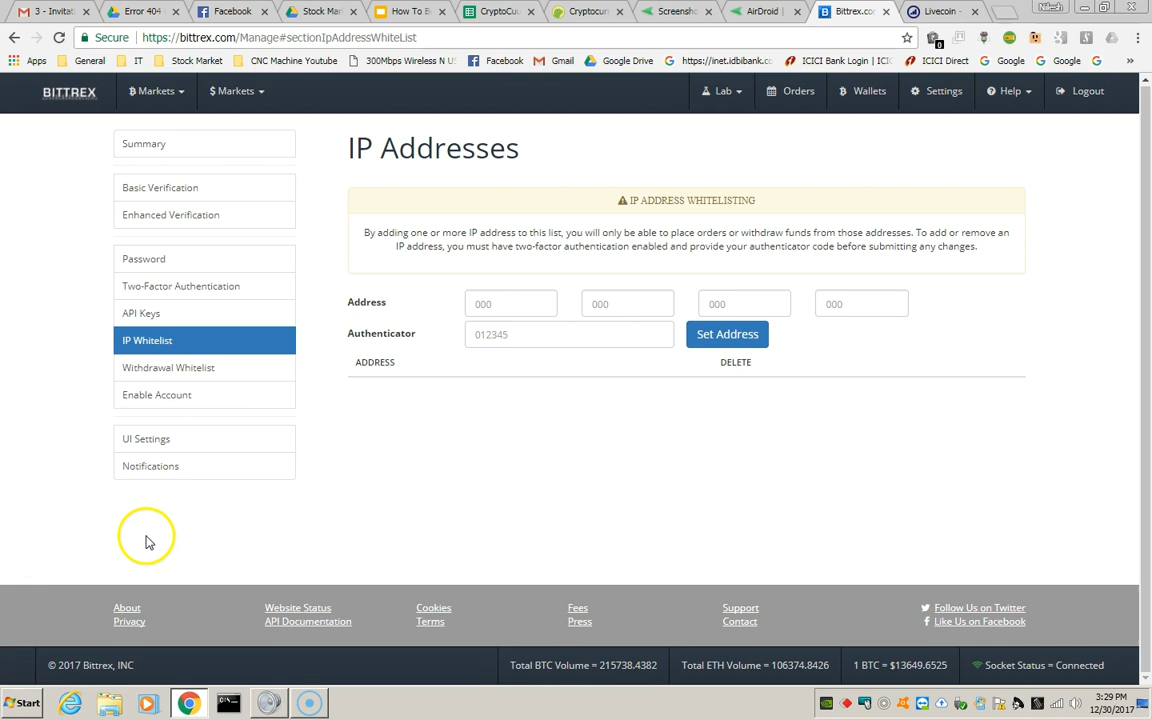 3 - Invitat
Error 404
Facebook
Stock Mar
How To B
CryptoCu
Cryptocur
Screensh
AirDroid
Bittrex.co
Livecoin -
Nilesh
Secure
https://bittrex.com/Manage#sectionIpAddressWhiteList
Apps
General
IT
Stock Market
CNC Machine Youtube
300Mbps Wireless N U
Facebook
Gmail
Google Drive
https://inet.idbibank.c
ICICI Bank Login | ICIC
ICICI Direct
Google
Google
BITTREX
Markets
$ Markets
Lab
Orders
Wallets
Settings
Help
Logout
Summary
Basic Verification
Enhanced Verification
Password
Two-Factor Authentication
API Keys
IP Whitelist
Withdrawal Whitelist
Enable Account
UI Settings
Notifications
IP Addresses
IP ADDRESS WHITELISTING
By adding one or more IP address to this list, you will only be able to place orders or withdraw funds from those addresses. To add or remove an
IP address, you must have two-factor authentication enabled and provide your authenticator code before submitting any changes.
Address
000
000
000
000
Authenticator
012345
Set Address
ADDRESS
DELETE
About
Website Status
Cookies
Fees
Support
Follow Us on Twitter
Privacy
API Documentation
Terms
Press
Contact
Like Us on Facebook
© 2017 Bittrex, INC
Total BTC Volume = 215738.4382
Total ETH Volume = 106374.8426
1 BTC = $13649.6525
Socket Status = Connected
Start
3:29 PM
12/30/2017